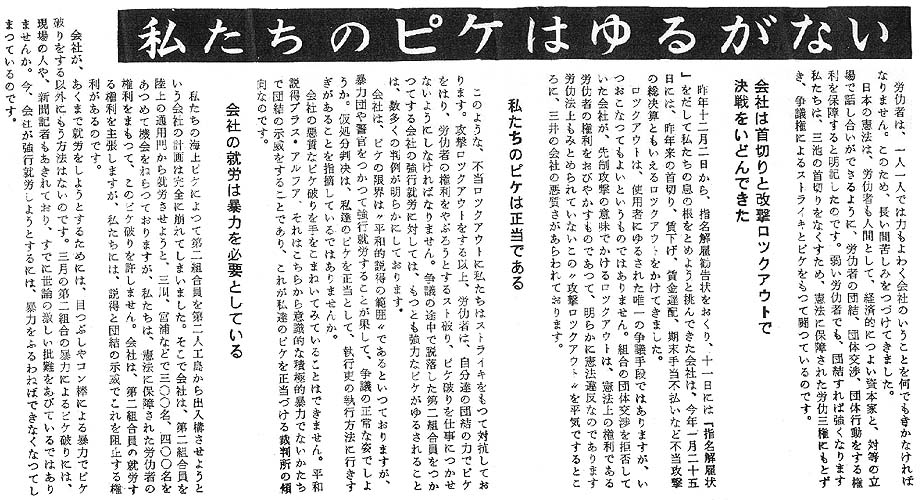 私たちのピケはゆるがない
労仂者は、一人一人では力もよわく会社のいうことを何でもきかなければ
なりません。このため、長い間苦しみをつづけてきました。
日本の憲法は、労仂者も人間として、経済的につよい資本家と、対等の立
場で話し合いができるように、労仂者の団結、団体交渉、団体行動をする権
利を保障すると明記したのです。弱い労仂者でも、団結すれば強くなります
私たちは、三池の首切りをなくすため、憲法に保障された労仂三権にもとず
き、争議権によるストライキとピケをもつて闘つているのです。
会社は首切りと攻撃ロックアウトで
決戦をいどんできた
昨年十二月二日から、指名解雇勧告状をおくり、十一日には「指名解雇状
」をだして私たちの息の根をとめようと挑んできた会社は、今年一月二十五
日には、昨年来の首切り、賃下げ、賃金遅配、期末手当不払いなど不当攻撃
の総決算ともいえるロックアウトをかけてきました。
ロックアウトは、使用者にゆるされた唯一の争議手段ではありますが、い
つおこなつてもよいというものではありません。組合の団体交渉を拒否して
いた会社が、先制攻撃の意味でかけるロックアウトは、憲法上の権利である
労仂者の権利をおびやかすものであつて、明らかに憲法違反なのであります
労仂法上もみとめられていないこの〝攻撃ロックアウト〟を平気でするとこ
ろに、三井の会社の悪質さがあらわれております。
私たちのピケは正当である
このような、不当ロックアウトに私たちはストライキをもつて対抗してお
ります。攻撃ロックアウトをする以上、労仂者は、自分達の団結の力でピケ
をはり、労仂者の権利をやぶろうとするスト破り、ピケ破りを仕事につかせ
ないようにしなければなりません。争議の途中で脱落した第二組合員をつか
つてする会社の強行就労に対しては、もつとも強力なピケがゆるされること
は、数多くの判例が明らかにしております。
会社は、ピケの限界は〝平和的説得の範囲〟であるといつておりますが、
暴力団や警官をつかつて強行就労することが果して、争議の正常な姿でしよ
うか。仮処分判決は、私達のピケを正当として、執行吏の執行方法に行きす
ぎがあることを指摘しているではありませんか。
会社の悪質なピケ破りを手をこまねいてみていることはできません。平和
説得プラス・アルファ、それはこちらから意識的な積極的暴力でないかたち
で団結の示威をすることであり、これが私達のピケを正当づける裁判所の傾
向なのです。
会社の就労は暴力を必要としている
私たちの海上ピケによつて第二組合員を第二人工島から出入構させようと
いう会社の計画は完全に崩れてしまいました。そこで会社は、第二組合員を
陸上の通用門から就労させようと、三川、宮浦などで三〇〇名、四〇〇名を
あつめて機会をねらつておりますが、私たちは、憲法に保障された労仂者の
権利をまもつて、このピケ破りを許しません。会社は、第二組合員の就労す
る権利を主張しますが、私たちには、説得と団結の示威でこれを阻止する権
利があるのです。
会社が、あくまで就労をしようとするためには、目つぶしやコン棒による暴力でピケ
破りをする以外にもう方法はないのです。三月の第二組合の暴力によるピケ破りは、
現場の人や、新聞記者もあきれており、すでに世論の激しい批難をあびているではあり
ませんか。今、会社が強行就労しようとするには、暴力をふるわねばできなくなつてし
まつているのです。